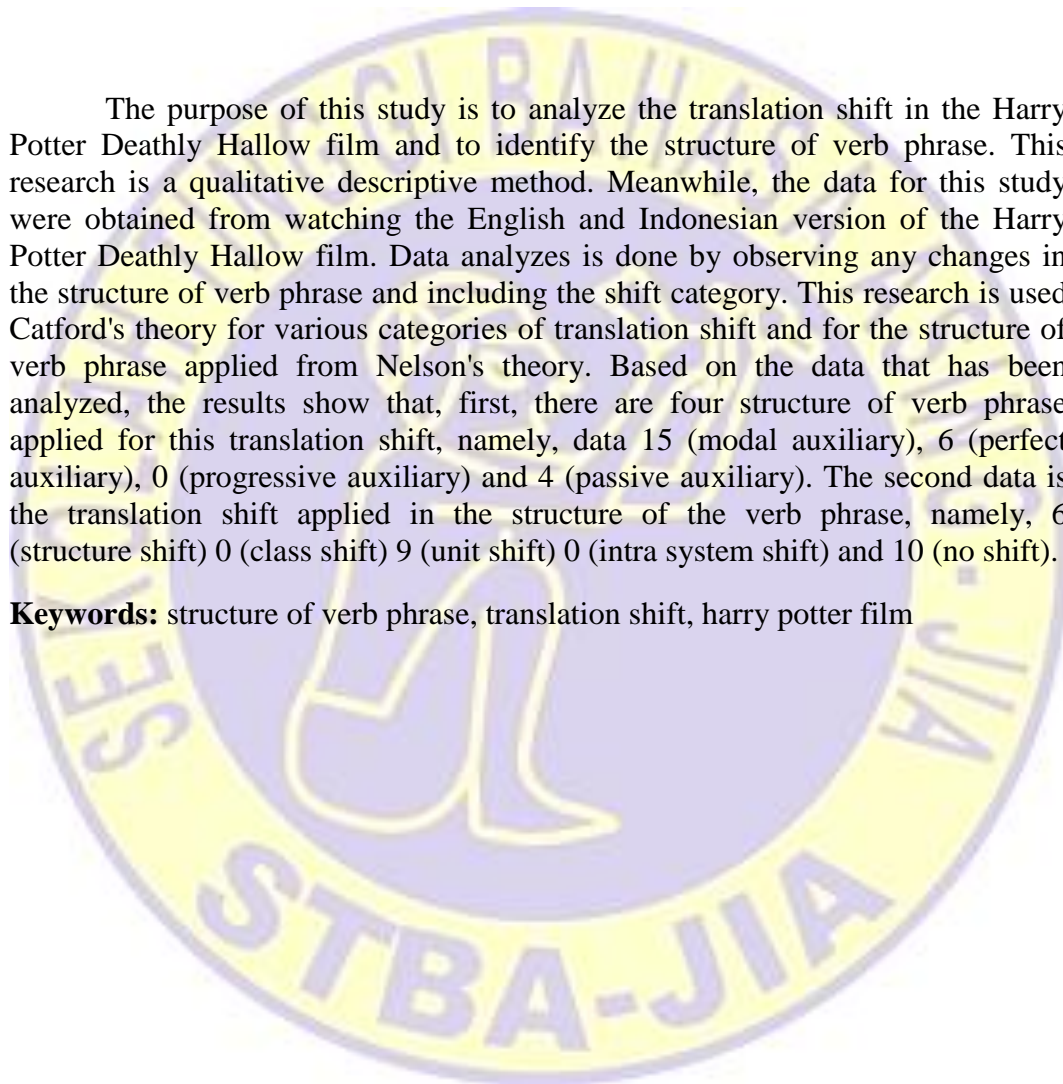 The purpose of this study is to analyze the translation shift in the Harry
Potter Deathly Hallow film and to identify the structure of verb phrase. This
research is a qualitative descriptive method. Meanwhile, the data for this study
were obtained from watching the English and Indonesian version of the Harry
Potter Deathly Hallow film. Data analyzes is done by observing any changes in
the structure of verb phrase and including the shift category. This research is used
Catford's theory for various categories of translation shift and for the structure of
verb phrase applied from Nelson's theory. Based on the data that has been
analyzed, the results show that, first, there are four structure of verb phrase
applied for this translation shift, namely, data 15 (modal auxiliary), 6 (perfect
auxiliary), 0 (progressive auxiliary) and 4 (passive auxiliary). The second data is
the translation shift applied in the structure of the verb phrase, namely, 6
(structure shift) 0 (class shift) 9 (unit shift) 0 (intra system shift) and 10 (no shift).
Keywords: structure of verb phrase, translation shift, harry potter film
STBA-JIA